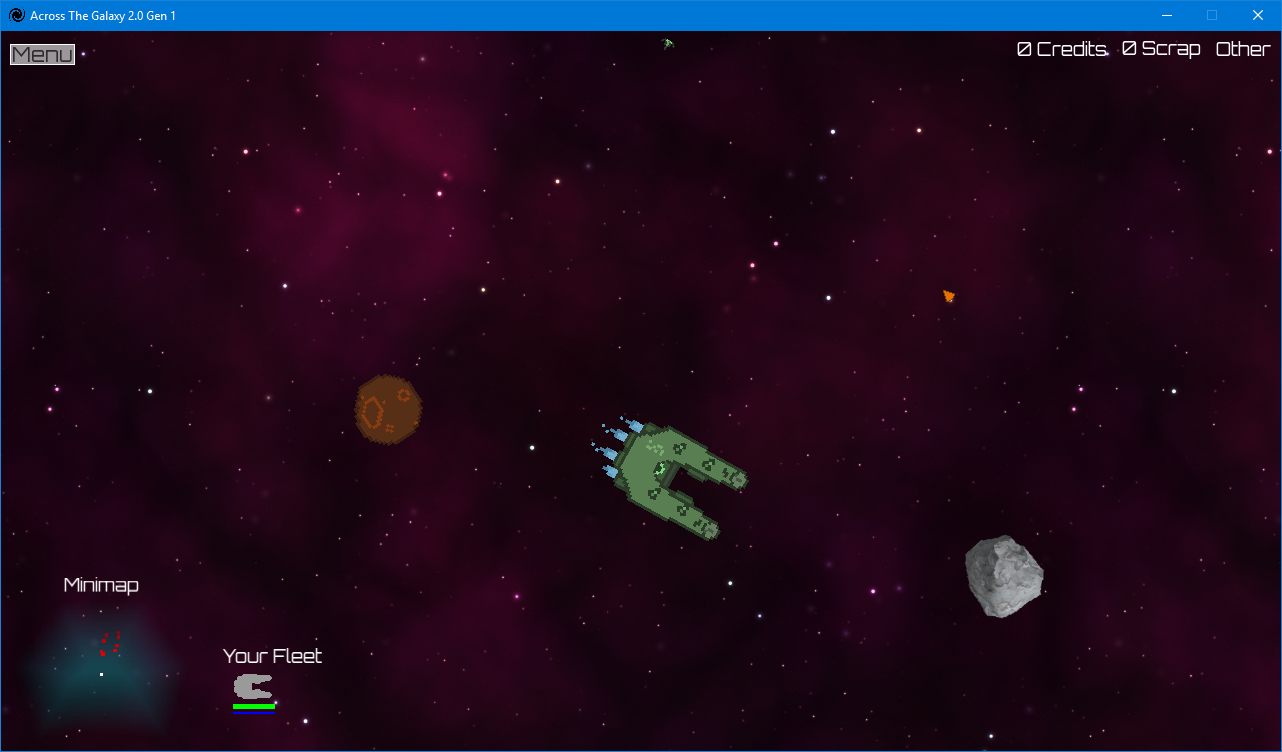 Across The Galaxy 2.0 Gen 1
Menu
0 Credits
0 Scrap
Other
Minimap
Your Fleet